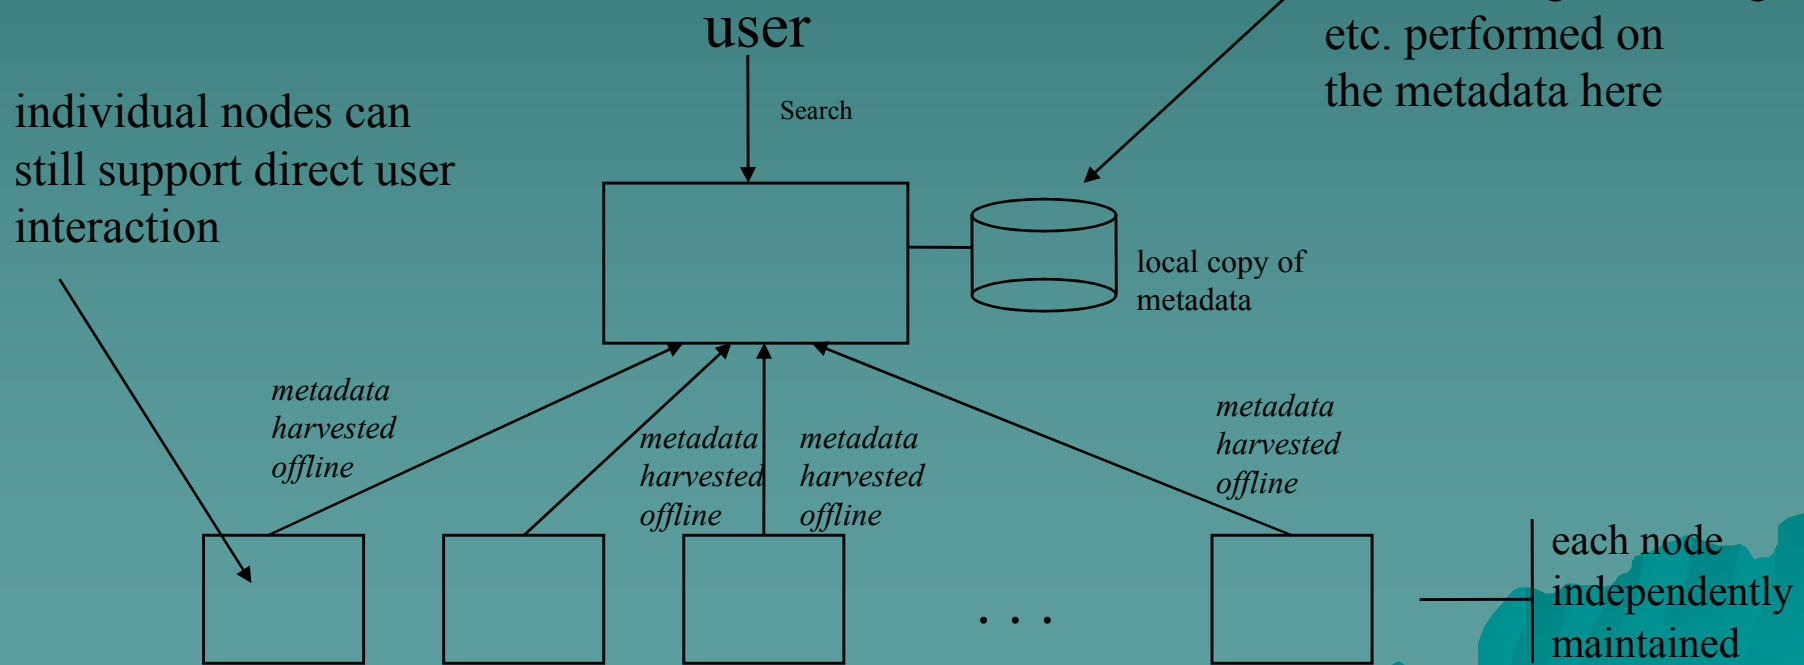 user
etc. performed on
the metadata here
individual nodes can
still support direct user
interaction
Search
local copy of
metadata
metadata
harvested
offline
metadata
harvested
offline
metadata
harvested
offline
metadata
harvested
offline
. . .
each node
independently
maintained